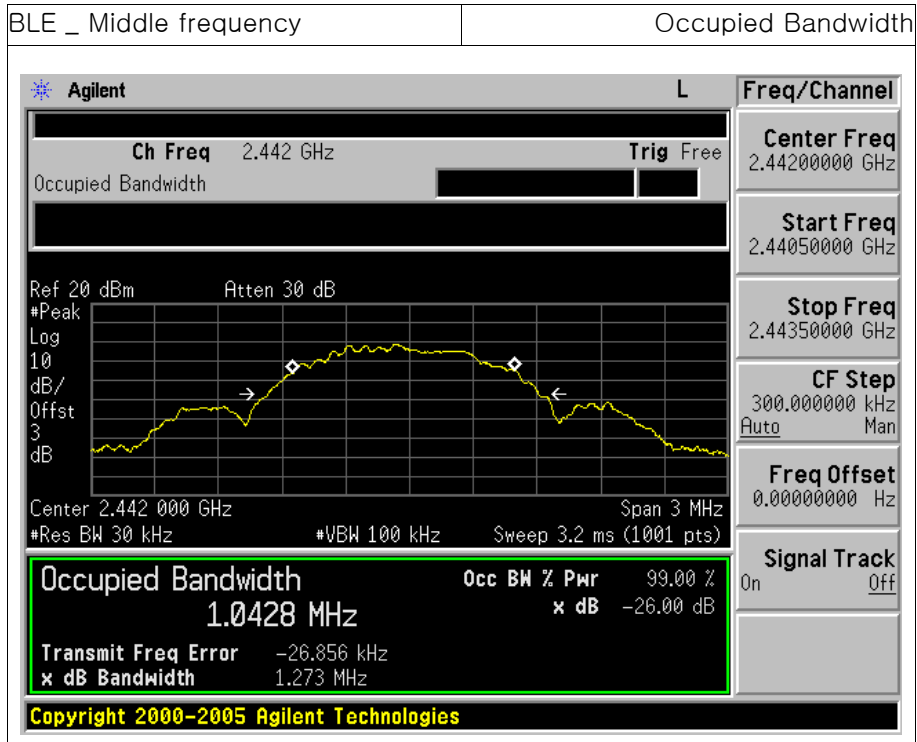 BLE _ Middle frequency
Occupied Bandwidth
Agilent
L
Freq/Channel
Ch Freq 2.442 GHz
Trig Free
Occupied Bandwidth
Center Freq
2.44200000 GHz
Start Freq
2.44050000 GHz
Stop Freq
2.44350000 GHz
CF Step
300.000000 kHz
Auto Man
Freq Offset
0.00000000 Hz
Signal Track
On Off
Ref 20 dBm
Atten 30 dB
#Peak
Log
10
dB/
Offst
3
dB
Center 2.442 000 GHz
Span 3 MHz
#Res BW 30 kHz
#VBW 100 kHz
Sweep 3.2 ms (1001 pts)
Occupied Bandwidth
1.0428 MHz
Occ BW % Pwr 99.00 %
x dB -26.00 dB
Transmit Freq Error -26.856 kHz
x dB Bandwidth 1.273 MHz
Copyright 2000-2005 Agilent Technologies